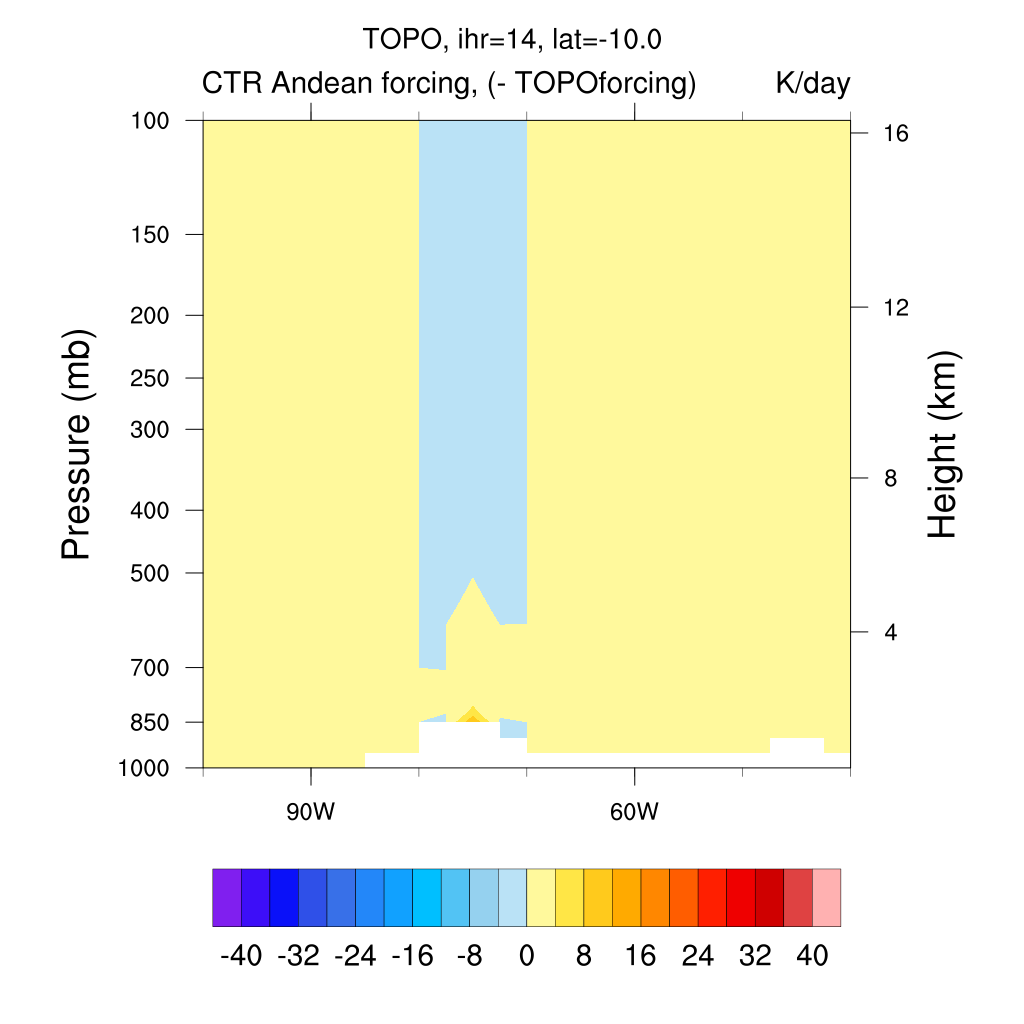 TOPO, ihr=14, lat=-10.0
CTR Andean forcing, (- TOPOforcing) K/day
100
150
200
250
300
400
500
700
850
1000
Pressure (mb)
16
12
8
4
Height (km)
90W 60W
-40 -32 -24 -16 -8 0 8 16 24 32 40